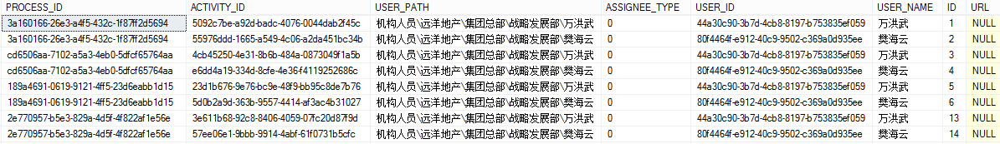 PROCESS_ID ACTIVITY_ID USER_PATH ASSIGNEE_TYPE USER_ID USER_NAME ID URL
3a160166-26e3-a4f5-432c-1f87ff2d5694 5092c7be-a92d-badc-4076-0044dab2f45c 机构人员\远洋地产\集团总部\战略发展部\万洪武 0 44a30c90-3b7d-4cb8-8197-b753835ef059 万洪武 1 NULL
3a160166-26e3-a4f5-432c-1f87ff2d5694 55976ddd-1665-a549-4c06-a2da451bc34b 机构人员\远洋地产\集团总部\战略发展部\樊海云 0 80f4464f-e912-40c9-9502-c369a0d935ee 樊海云 2 NULL
cd6506aa-7102-a5a3-4eb0-5dfcf65764aa 4cb45250-4e31-8b6b-484a-0873049f1a5b 机构人员\远洋地产\集团总部\战略发展部\万洪武 0 44a30c90-3b7d-4cb8-8197-b753835ef059 万洪武 3 NULL
cd6506aa-7102-a5a3-4eb0-5dfcf65764aa e6dd4a19-334d-8cfe-4e36-f4119252686c 机构人员\远洋地产\集团总部\战略发展部\樊海云 0 80f4464f-e912-40c9-9502-c369a0d935ee 樊海云 4 NULL
189a4691-0619-9121-4ff5-23d6eabb1d15 23d1b676-9e76-bc9e-48f9-bb95c8de7b76 机构人员\远洋地产\集团总部\战略发展部\万洪武 0 44a30c90-3b7d-4cb8-8197-b753835ef059 万洪武 5 NULL
189a4691-0619-9121-4ff5-23d6eabb1d15 5d0b2a9d-363b-9557-4414-af3ac4b31027 机构人员\远洋地产\集团总部\战略发展部\樊海云 0 80f4464f-e912-40c9-9502-c369a0d935ee 樊海云 6 NULL
2e770957-b5e3-829a-4d5f-4f822af1e56e 3e611b68-92c8-8406-4059-07fc20d87f9d 机构人员\远洋地产\集团总部\战略发展部\万洪武 0 44a30c90-3b7d-4cb8-8197-b753835ef059 万洪武 13 NULL
2e770957-b5e3-829a-4d5f-4f822af1e56e 57ee06e1-9bbb-9914-4abf-61f0731b5cfc 机构人员\远洋地产\集团总部\战略发展部\樊海云 0 80f4464f-e912-40c9-9502-c369a0d935ee 樊海云 14 NULL